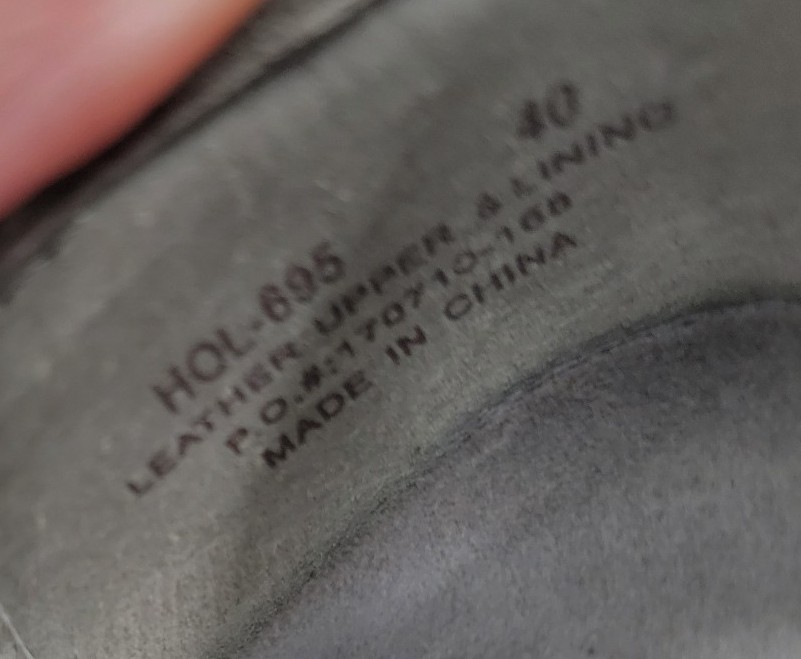 HOL-695 40
LEATHER UPPER & LINING
P.O.#:170710-168
MADE IN CHINA